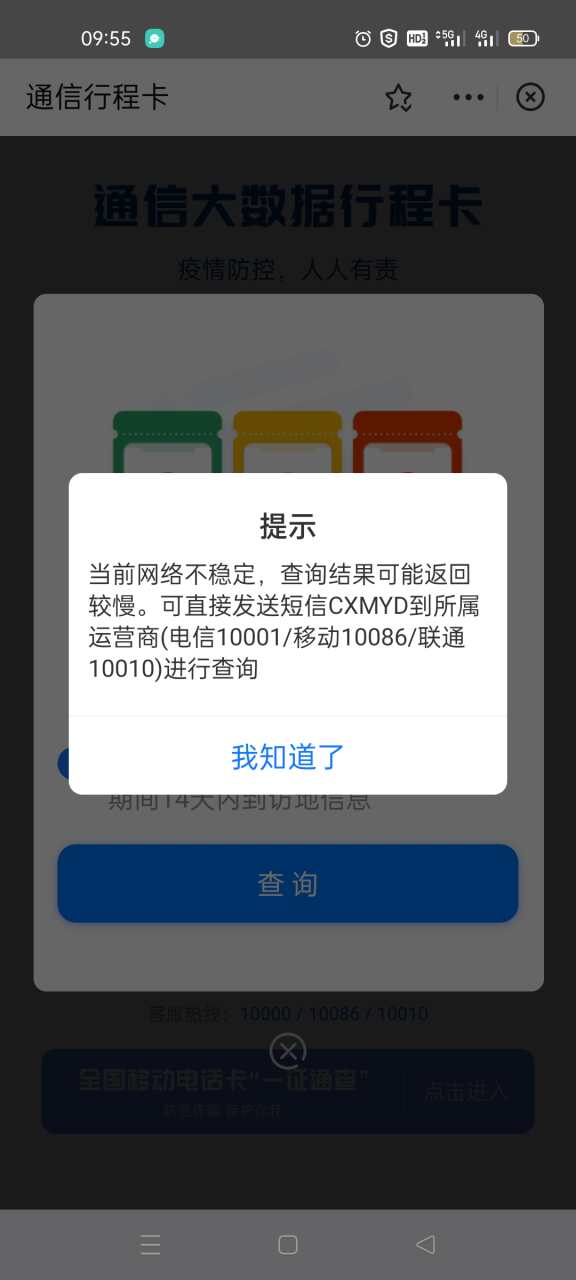 09:55
HD
5G
4G
50
通信行程卡
通信大数据行程卡
疫情防控，人人有责
提示
当前网络不稳定，查询结果可能返回
较慢。可直接发送短信CXMYD到所属
运营商(电信10001/移动10086/联通
10010)进行查询
我知道了
期间14天内到访地信息
查 询
客服热线：10000 / 10086 / 10010
全国移动电话卡“一证通查”
点击进入